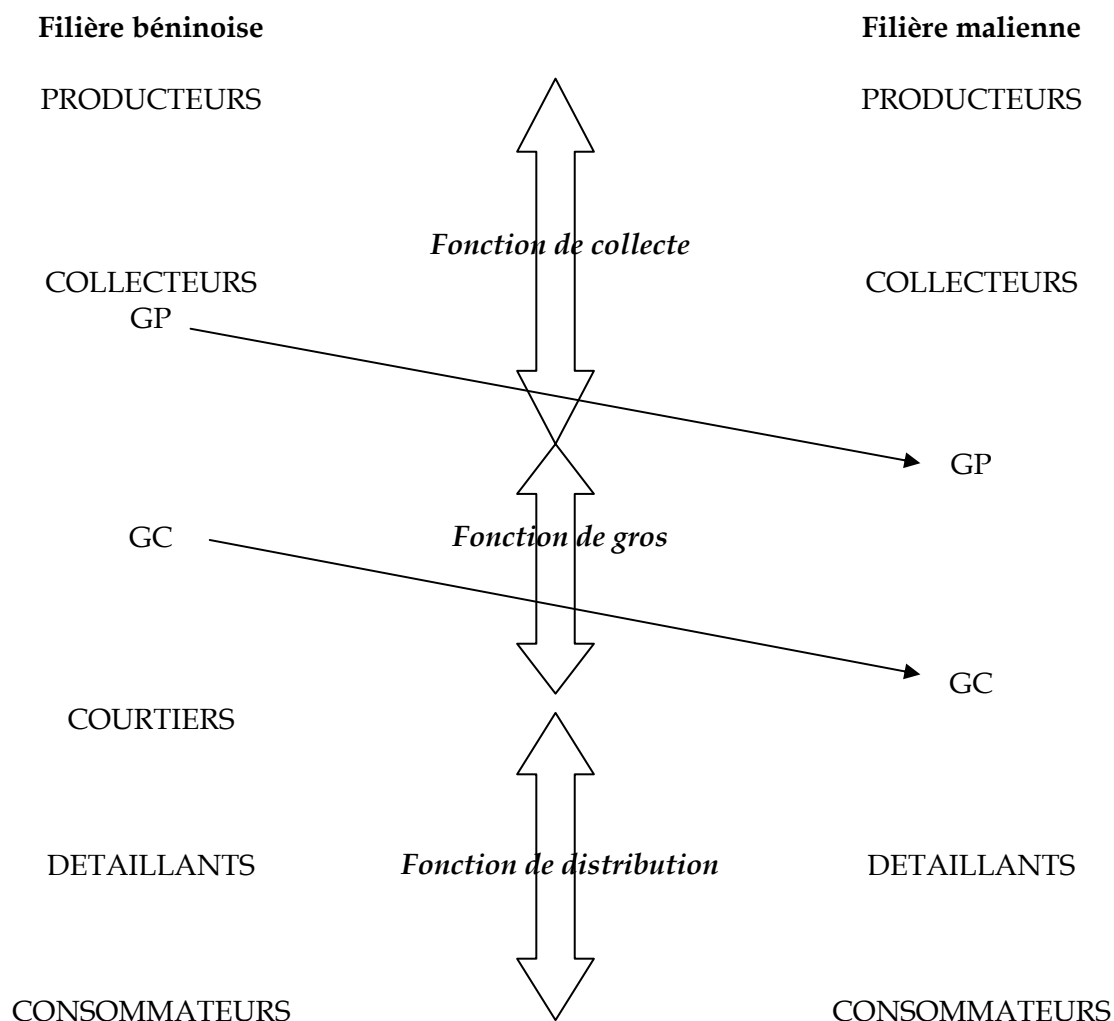 Filière béninoise
Filière malienne
PRODUCTEURS
PRODUCTEURS
Fonction de collecte
COLLECTEURS
COLLECTEURS
GP
GP
GC
Fonction de gros
GC
COURTIERS
DETAILLANTS
Fonction de distribution
DETAILLANTS
CONSOMMATEURS
CONSOMMATEURS